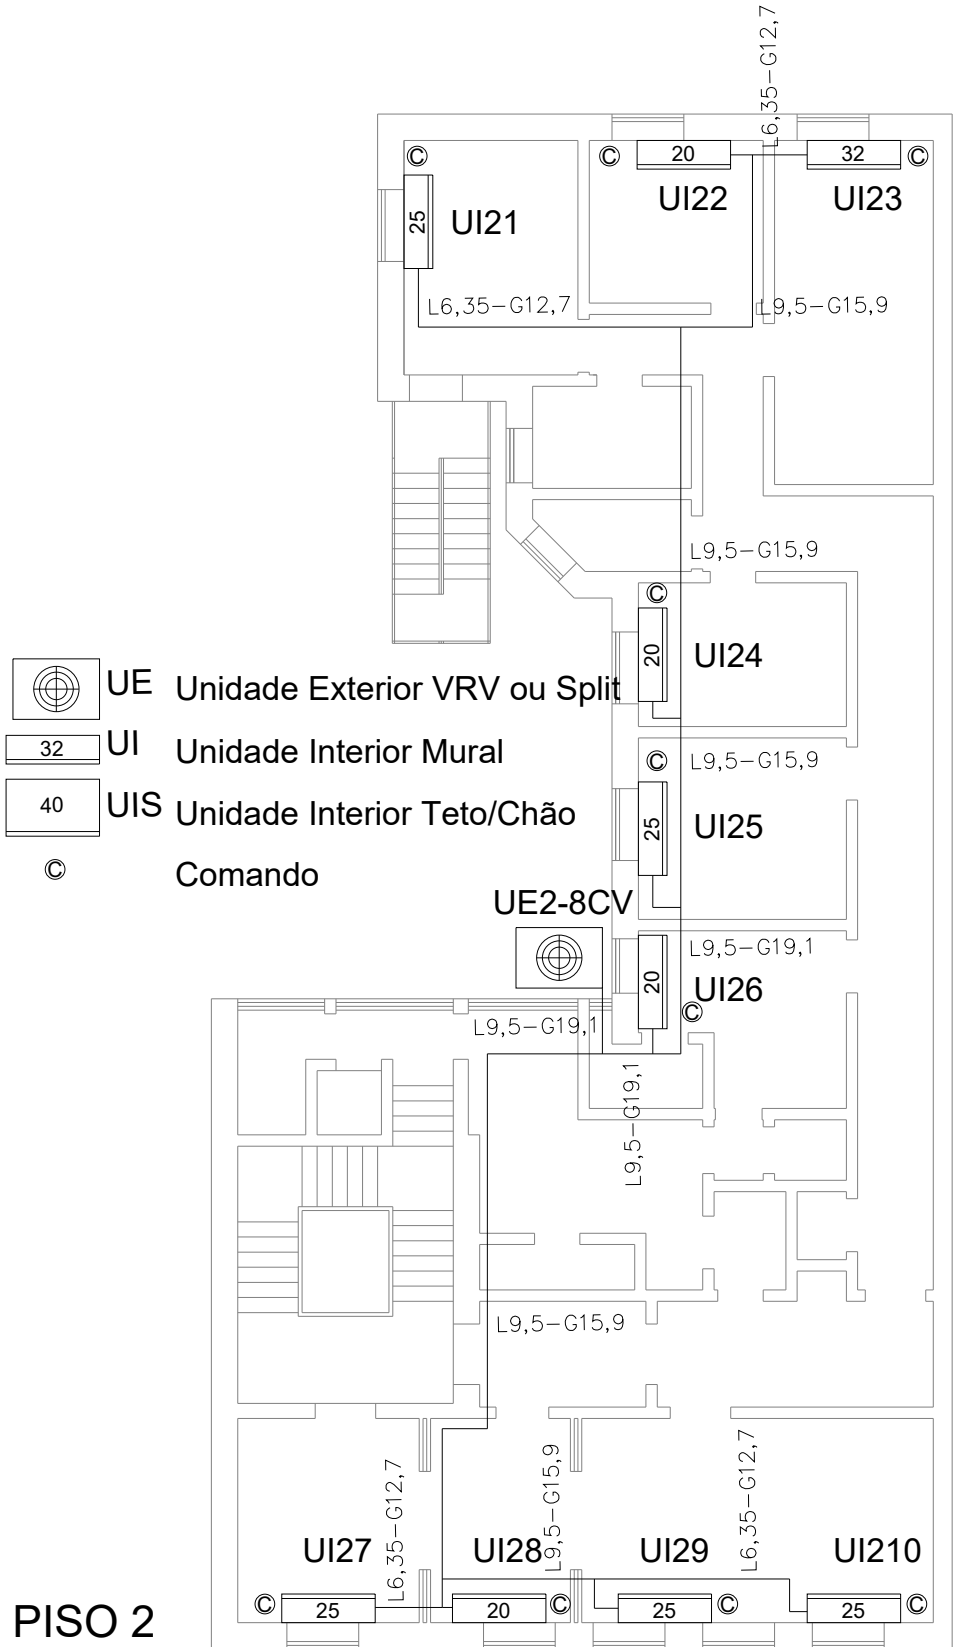 L6,35-G12,7
©
25
UI21
©
20
UI22
32
©
UI23
L6,35-G12,7
L9,5-G15,9
L9,5-G15,9
©
20
UI24
UE Unidade Exterior VRV ou Split
32 UI Unidade Interior Mural
40 UIS Unidade Interior Teto/Chão
© Comando
©
L9,5-G15,9
25
UI25
UE2-8CV
L9,5-G19,1
20
UI26
©
L9,5-G19,1
L9,5-G19,1
L9,5-G15,9
L6,35-G12,7
L9,5-G15,9
L6,35-G12,7
UI27
UI28
UI29
UI210
©
25
20
©
25
©
25
©
PISO 2